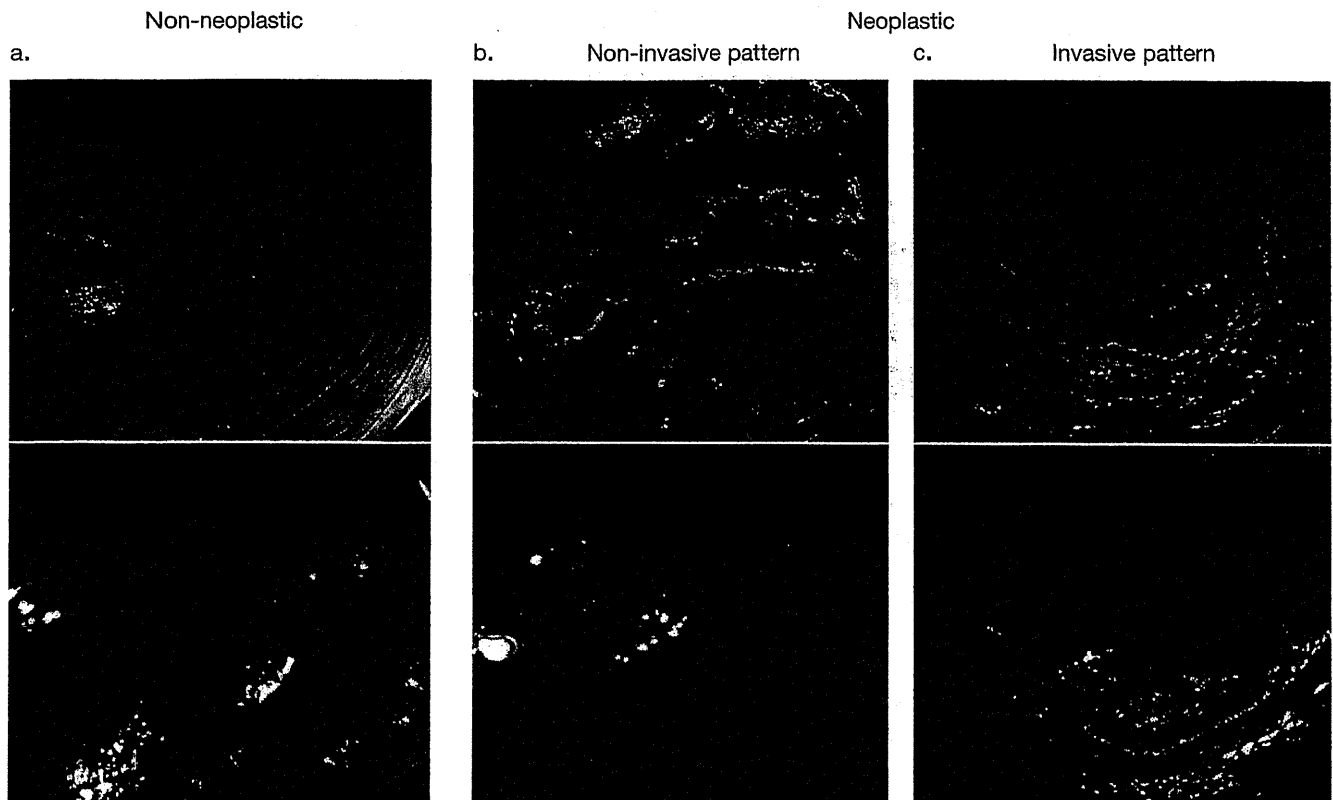 Non-neoplastic
Neoplastic
a.
b. Non-invasive pattern
c. Invasive pattern